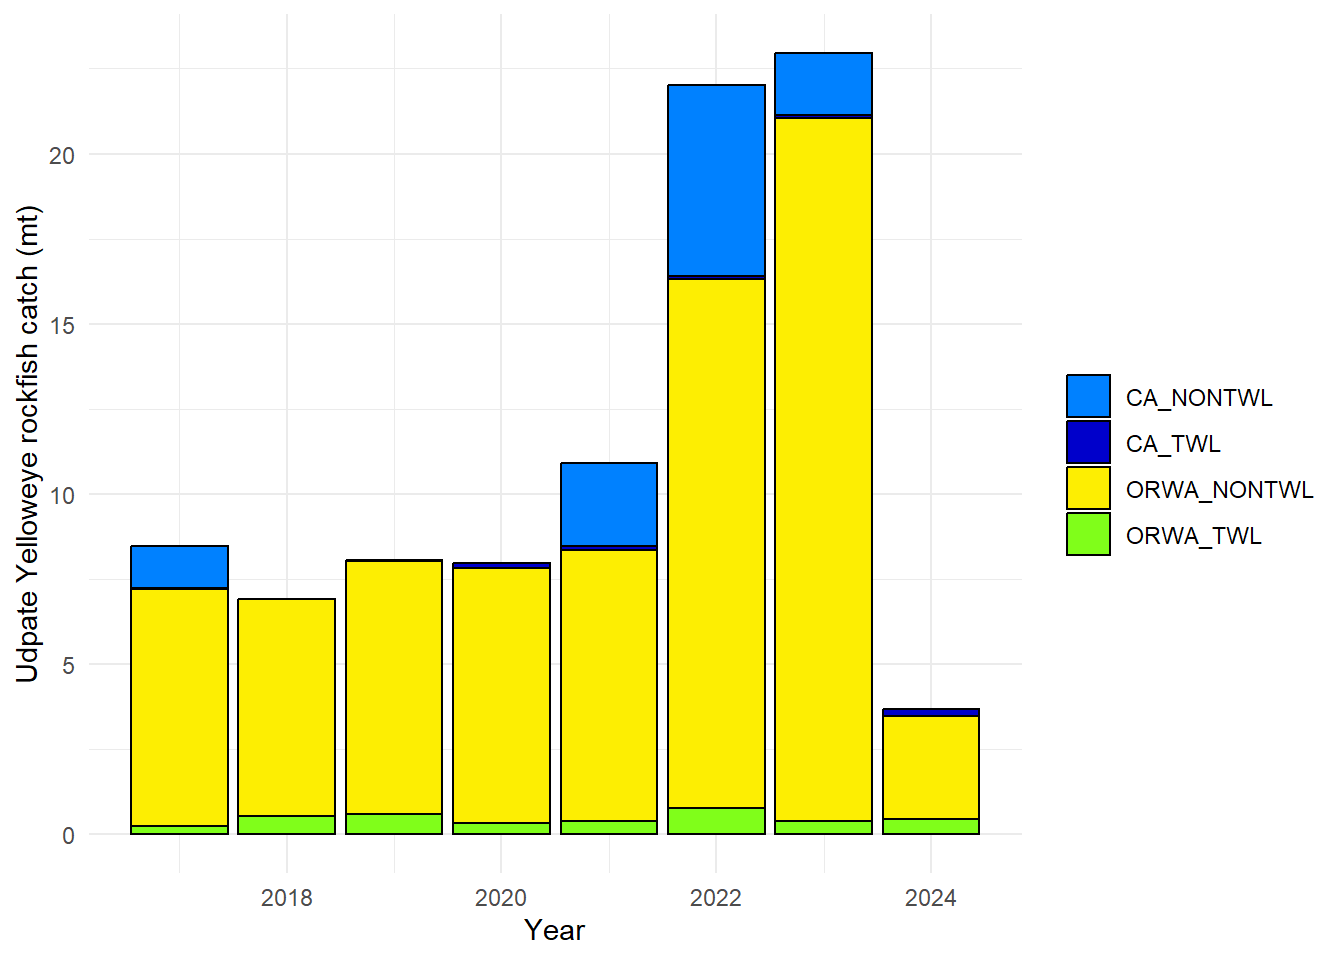 Udpate Yelloweye rockfish catch (mt)
20
15
10
5
0
2018 2020 2022 2024
Year
CA_NONTWL
CA_TWL
ORWA_NONTWL
ORWA_TWL